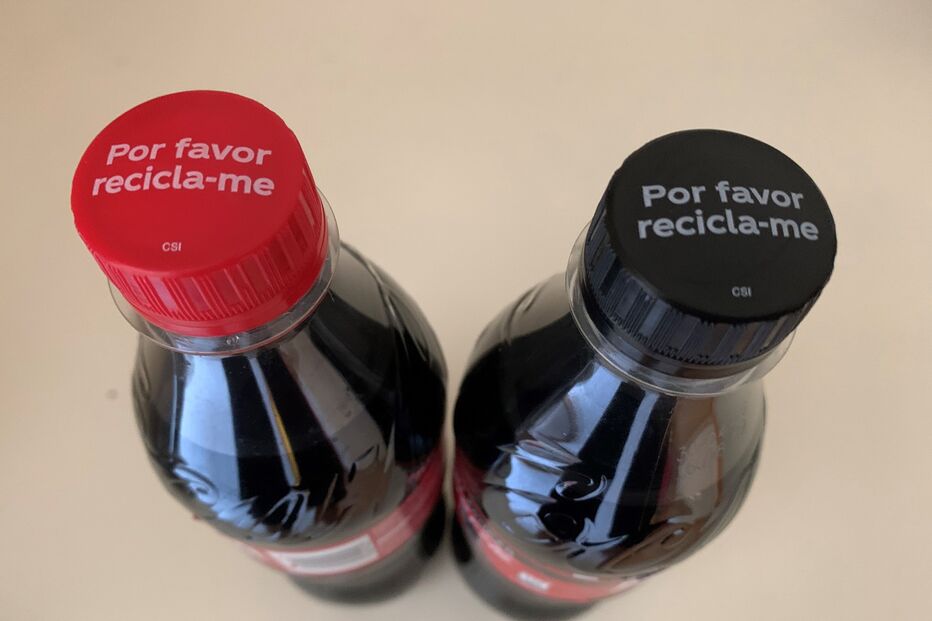 Por favor
recicla-me
CSI
Por favor
recicla-me
CSI